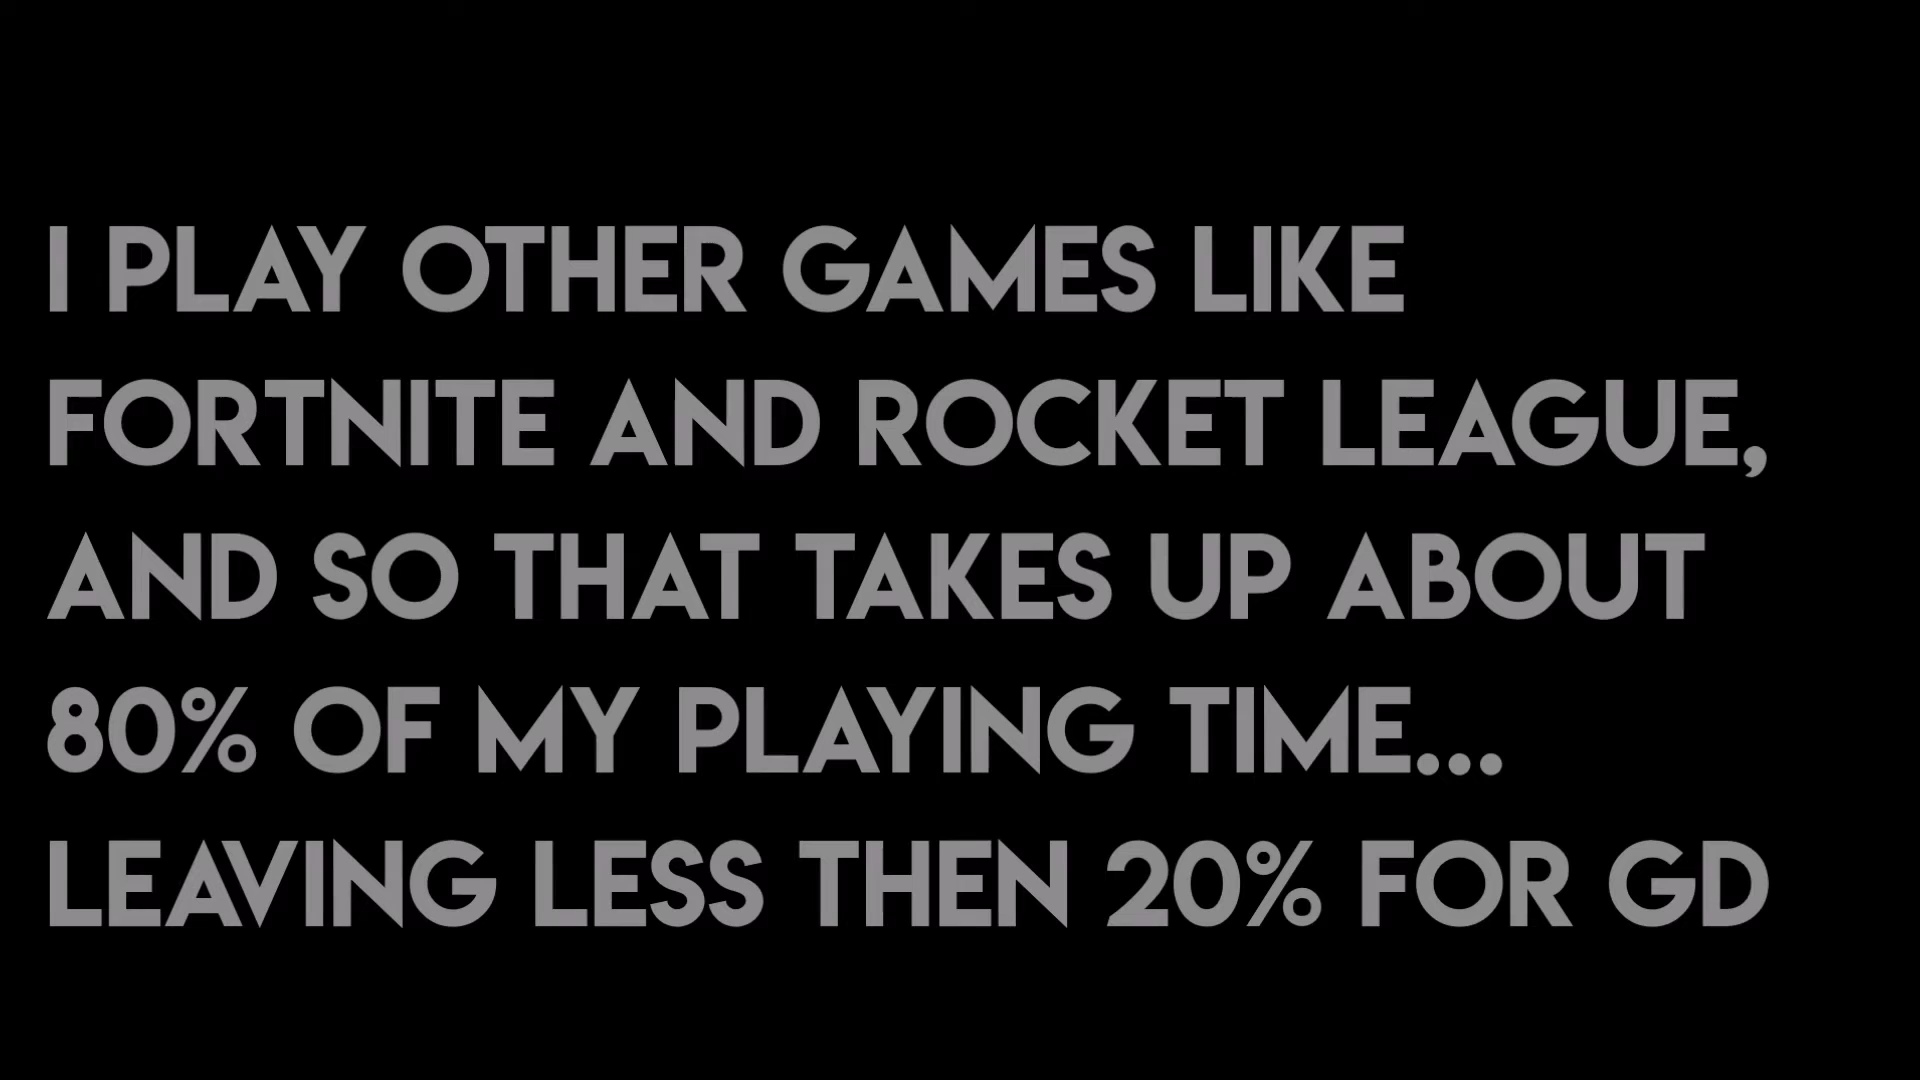 I PLAY OTHER GAMES LIKE
FORTNITE AND ROCKET LEAGUE,
AND SO THAT TAKES UP ABOUT
80% OF MY PLAYING TIME...
LEAVING LESS THEN 20% FOR GD